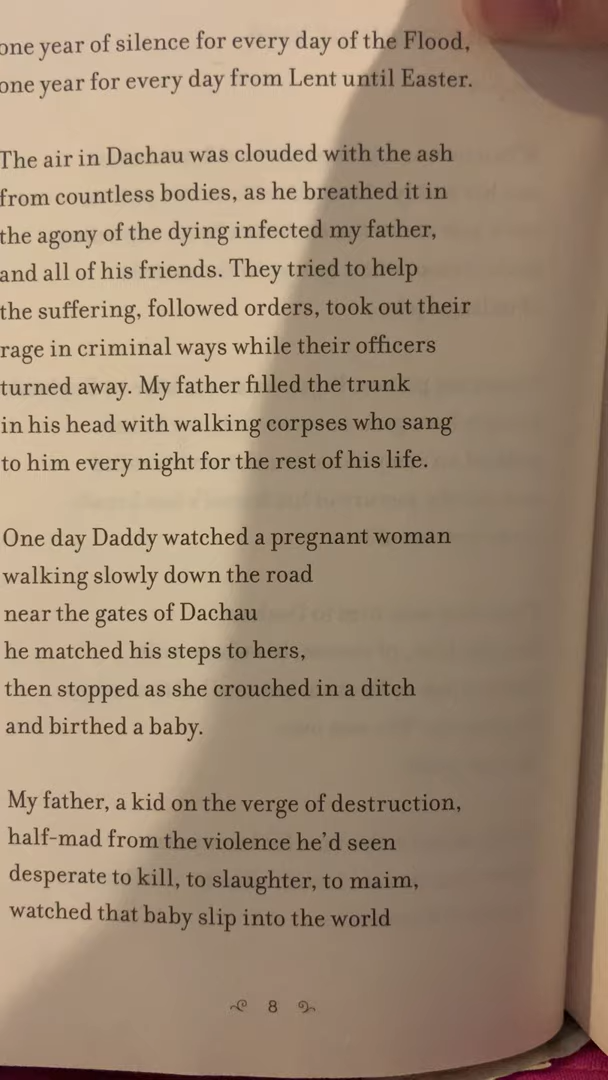 one year of silence for every day of the Flood,
one year for every day from Lent until Easter.
The air in Dachau was clouded with the ash
from countless bodies, as he breathed it in
the agony of the dying infected my father,
and all of his friends. They tried to help
the suffering, followed orders, took out their
rage in criminal ways while their officers
turned away. My father filled the trunk
in his head with walking corpses who sang
to him every night for the rest of his life.
One day Daddy watched a pregnant woman
walking slowly down the road
near the gates of Dachau
he matched his steps to hers,
then stopped as she crouched in a ditch
and birthed a baby.
My father, a kid on the verge of destruction,
half-mad from the violence he'd seen
desperate to kill, to slaughter, to maim,
watched that baby slip into the world
8